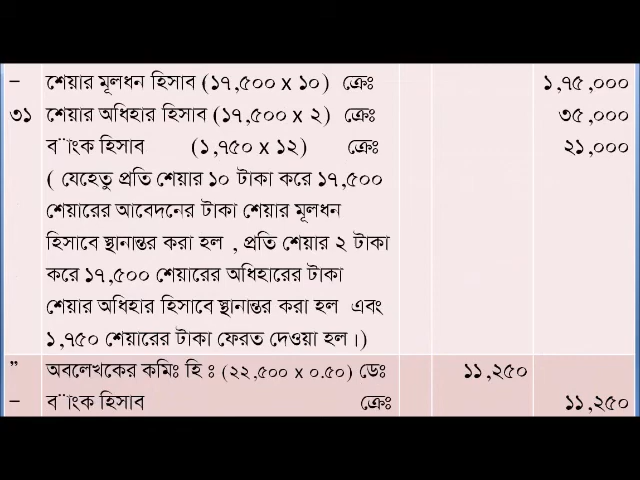 – শেয়ার মূলধন হিসাব (১৭,৫০০ x ১০) ক্রেঃ ১,৭৫,০০০
৩১ শেয়ার অধিহার হিসাব (১৭,৫০০ x ২) ক্রেঃ ৩৫,০০০
ব¨াংক হিসাব (১,৭৫০ x ১২) ক্রেঃ ২১,০০০
( যেহেতু প্রতি শেয়ার ১০ টাকা করে ১৭,৫০০
শেয়ারের আবেদনের টাকা শেয়ার মূলধন
হিসাবে স্থানান্তর করা হল , প্রতি শেয়ার ২ টাকা
করে ১৭,৫০০ শেয়ারের অধিহারের টাকা
শেয়ার অধিহার হিসাবে স্থানান্তর করা হল এবং
১,৭৫০ শেয়ারের টাকা ফেরত দেওয়া হল।)
” অবলেখকের কমিঃ হি ঃ (২২,৫০০ x ০.৫০) ডেঃ ১১,২৫০
– ব¨াংক হিসাব ক্রেঃ ১১,২৫০